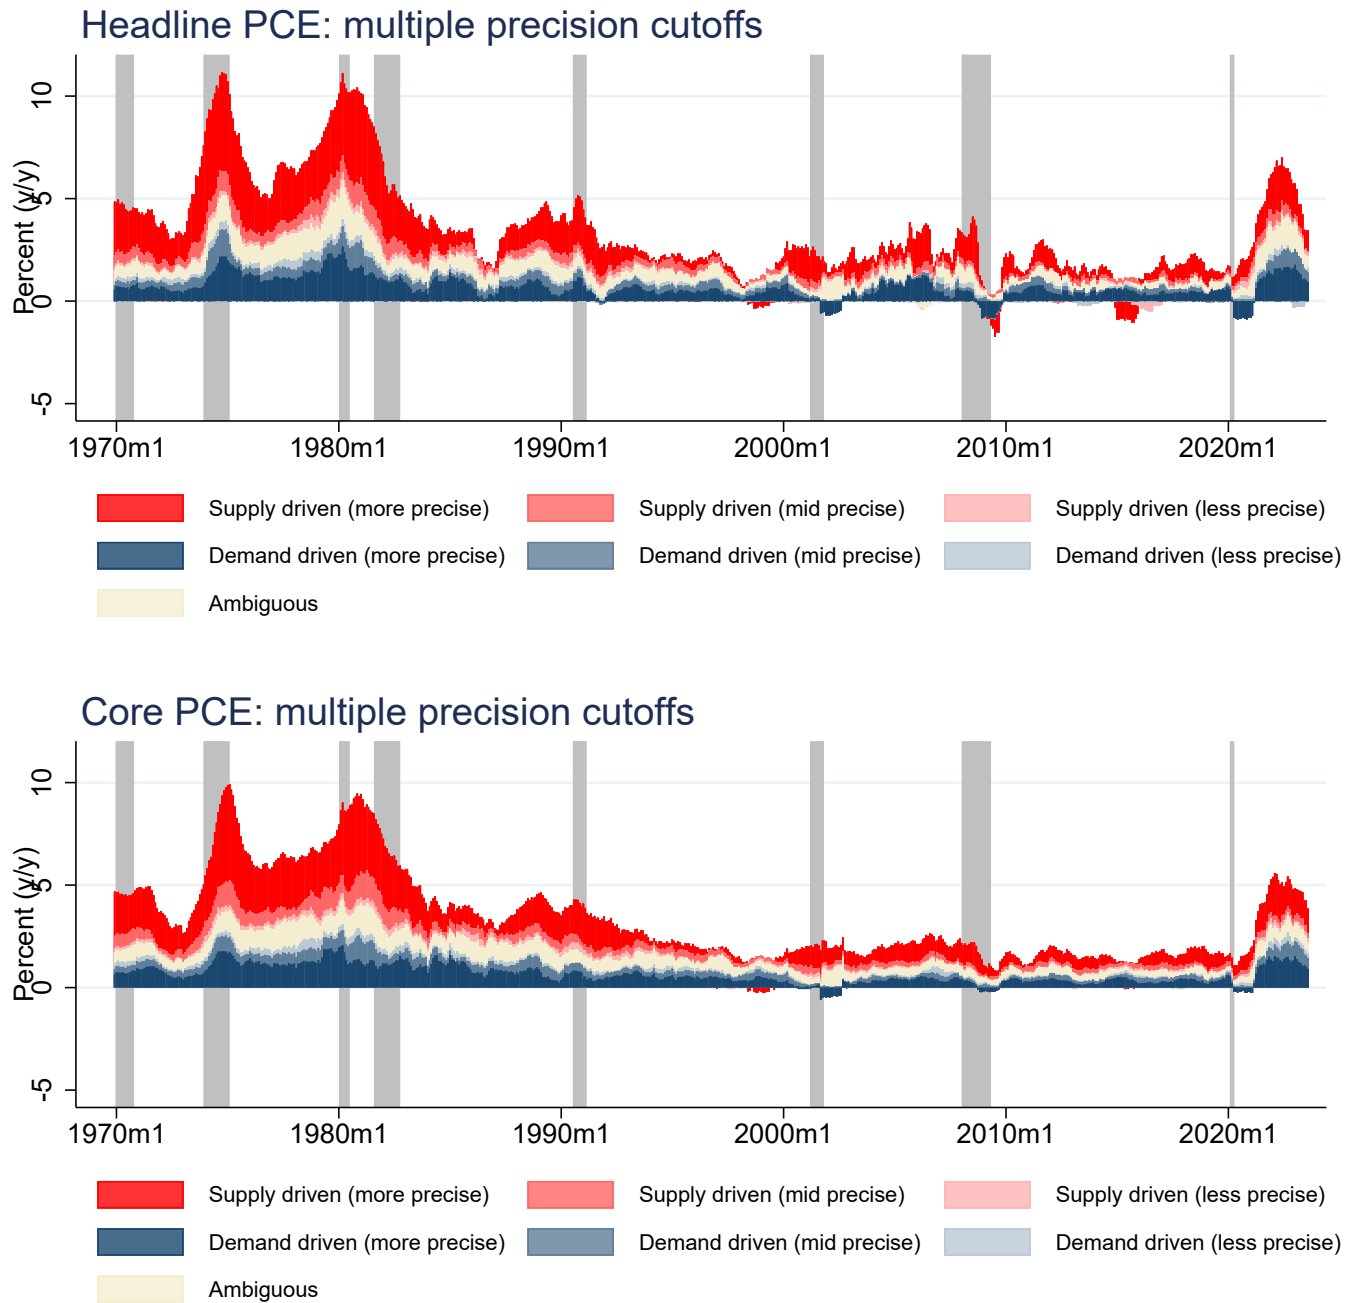 Headline PCE: multiple precision cutoffs
Percent (y/y)
10
5
0
-5
1970m1 1980m1 1990m1 2000m1 2010m1 2020m1
Supply driven (more precise) Supply driven (mid precise) Supply driven (less precise)
Demand driven (more precise) Demand driven (mid precise) Demand driven (less precise)
Ambiguous
Core PCE: multiple precision cutoffs
Percent (y/y)
10
5
0
-5
1970m1 1980m1 1990m1 2000m1 2010m1 2020m1
Supply driven (more precise) Supply driven (mid precise) Supply driven (less precise)
Demand driven (more precise) Demand driven (mid precise) Demand driven (less precise)
Ambiguous